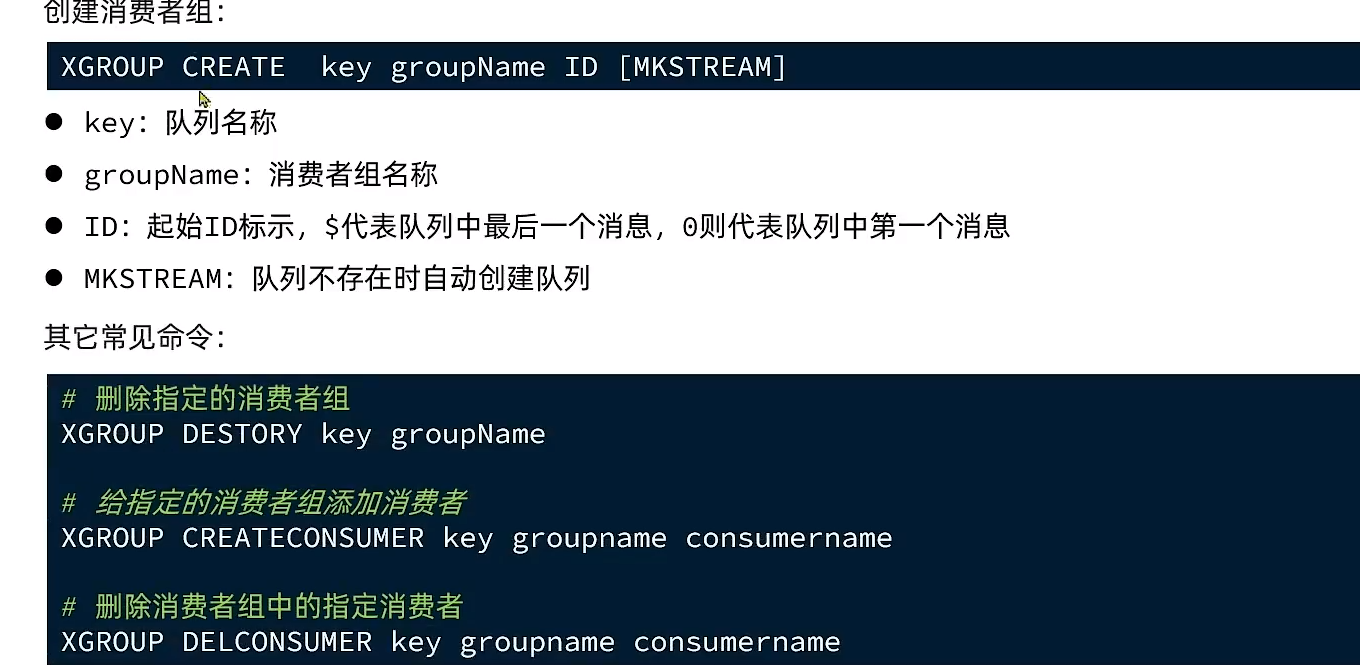 创建消费者组：
XGROUP CREATE  key groupName ID [MKSTREAM]
● key：队列名称
● groupName：消费者组名称
● ID：起始ID标示，$代表队列中最后一个消息，0则代表队列中第一个消息
● MKSTREAM：队列不存在时自动创建队列
其它常见命令：
# 删除指定的消费者组
XGROUP DESTORY key groupName
# 给指定的消费者组添加消费者
XGROUP CREATECONSUMER key groupname consumername
# 删除消费者组中的指定消费者
XGROUP DELCONSUMER key groupname consumername